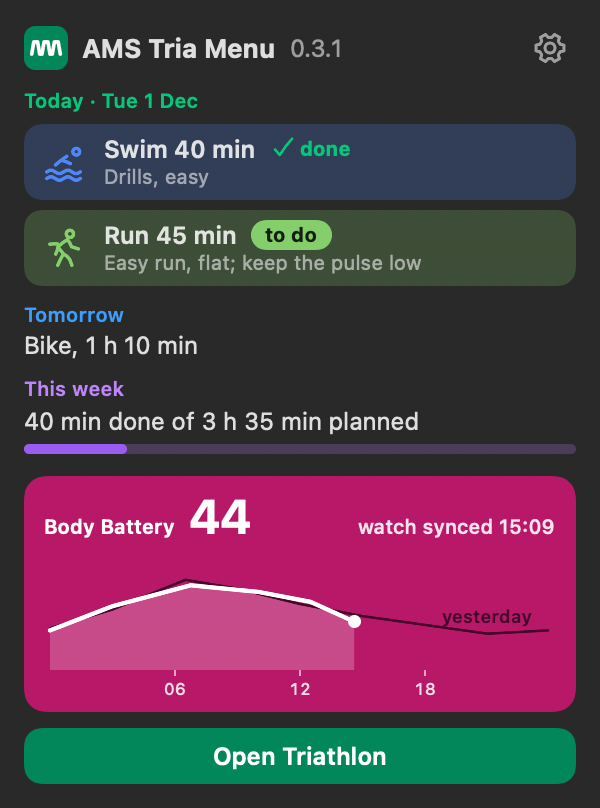 AMS Tria Menu 0.3.1
Today · Tue 1 Dec
Swim 40 min ✓ done
Drills, easy
Run 45 min to do
Easy run, flat; keep the pulse low
Tomorrow
Bike, 1 h 10 min
This week
40 min done of 3 h 35 min planned
Body Battery 44 watch synced 15:09
yesterday
06 12 18
Open Triathlon